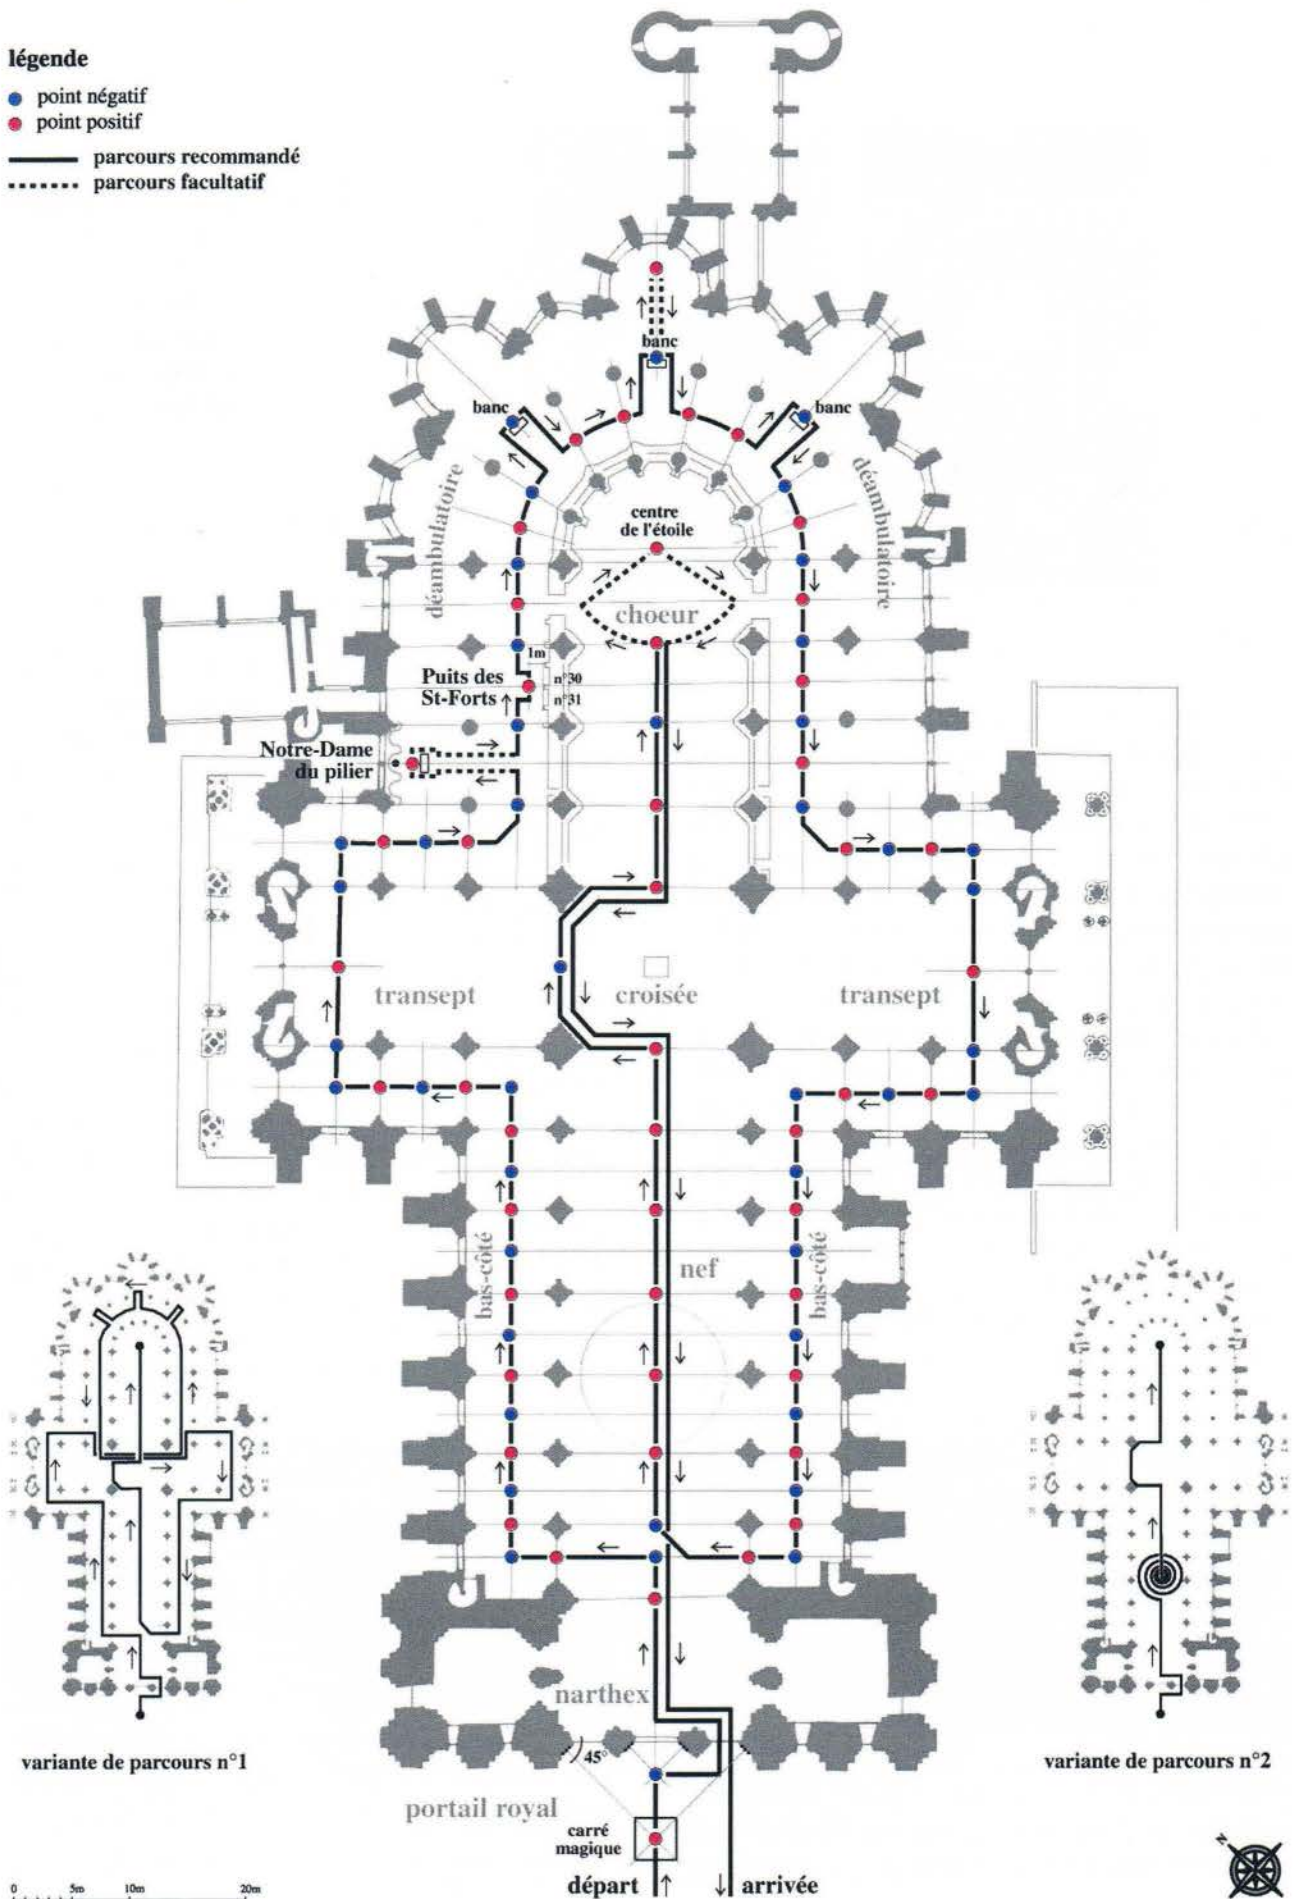 légende
point négatif
point positif
parcours recommandé
parcours facultatif
banc
banc
banc
déambulatoire
déambulatoire
centre
de l'étoile
choeur
1m
Puits des
St-Forts
n°30
n°31
Notre-Dame
du pilier
transept
croisée
transept
bas-côté
nef
bas-côté
narthex
45°
variante de parcours n°1
variante de parcours n°2
portail royal
carré
magique
départ
arrivée
N
0 5m 10m 20m